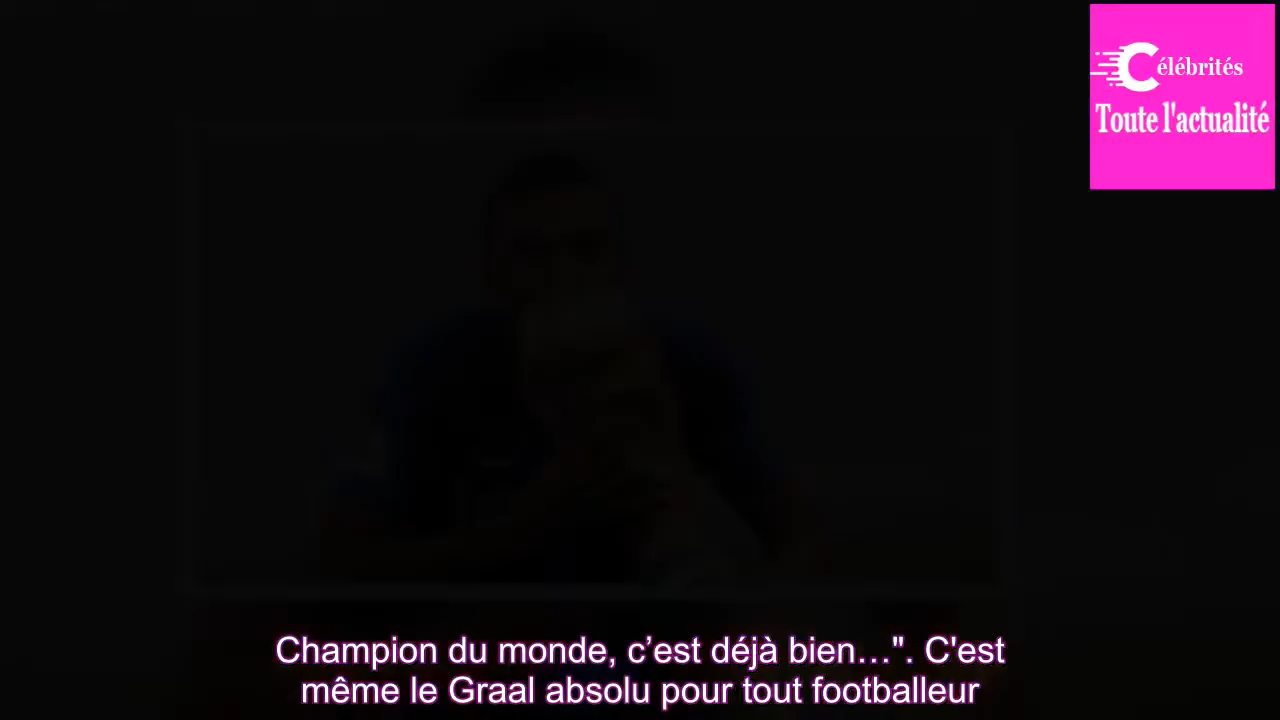 Célébrités
Toute l'actualité
Champion du monde, c’est déjà bien…". C'est
même le Graal absolu pour tout footballeur